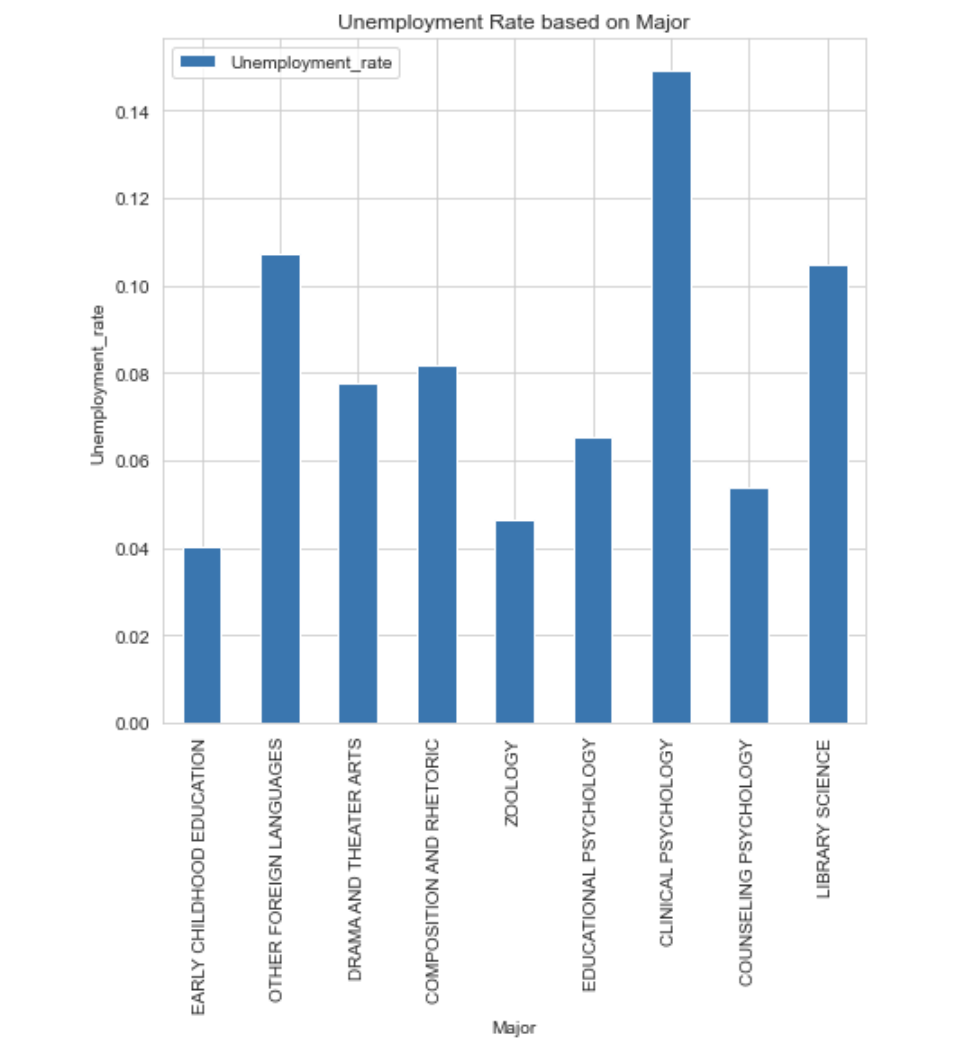 Unemployment Rate based on Major
Unemployment_rate
0.14
0.12
0.10
0.08
0.06
0.04
0.02
0.00
Unemployment_rate
EARLY CHILDHOOD EDUCATION
OTHER FOREIGN LANGUAGES
DRAMA AND THEATER ARTS
COMPOSITION AND RHETORIC
ZOOLOGY
EDUCATIONAL PSYCHOLOGY
CLINICAL PSYCHOLOGY
COUNSELING PSYCHOLOGY
LIBRARY SCIENCE
Major